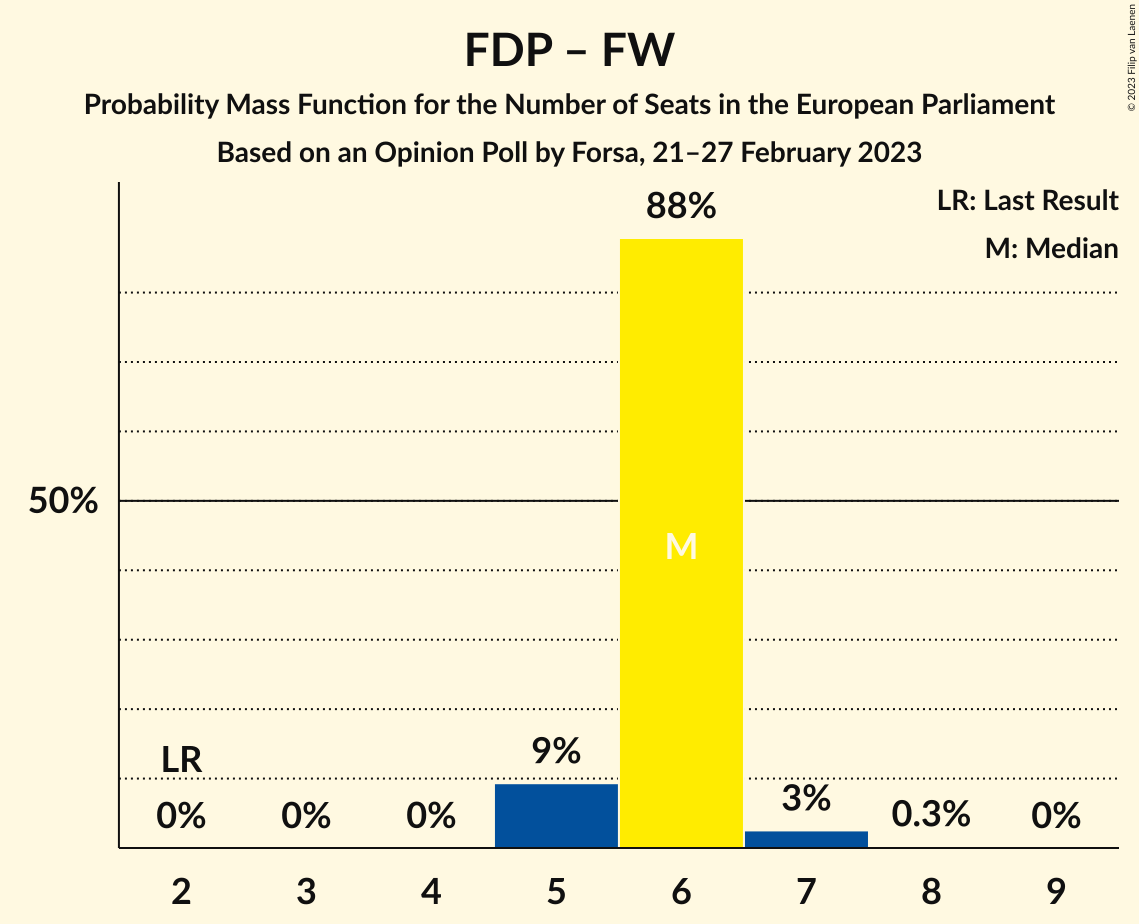 FDP – FW
Probability Mass Function for the Number of Seats in the European Parliament
Based on an Opinion Poll by Forsa, 21–27 February 2023
© 2023 Filip van Laenen
LR: Last Result
M: Median
88%
50%
M
LR
9%
3%
0%
0%
0%
0.3%
0%
2 3 4 5 6 7 8 9